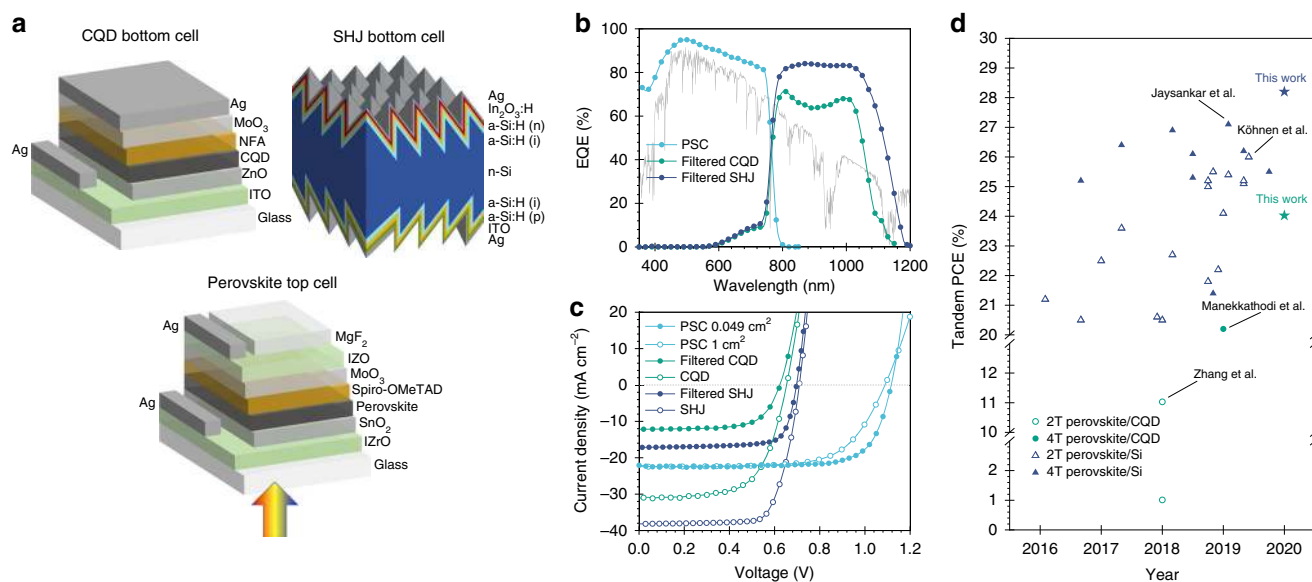 a
CQD bottom cell
Ag
MoO3
NFA
CQD
ZnO
ITO
Glass
Ag
SHJ bottom cell
Ag
In2O3:H
a-Si:H (n)
a-Si:H (i)
n-Si
a-Si:H (i)
a-Si:H (p)
ITO
Ag
Perovskite top cell
Ag
MgF2
IZO
MoO3
Spiro-OMeTAD
Perovskite
SnO2
IZrO
Glass
Ag
b
EQE (%)
100
80
60
40
20
0
PSC
Filtered CQD
Filtered SHJ
400 600 800 1000 1200
Wavelength (nm)
c
Current density (mA cm−2)
20
10
0
−10
−20
−30
−40
PSC 0.049 cm2
PSC 1 cm2
Filtered CQD
CQD
Filtered SHJ
SHJ
0.0 0.2 0.4 0.6 0.8 1.0 1.2
Voltage (V)
d
Tandem PCE (%)
30
29
28
27
26
25
24
23
22
21
20
12
11
10
2
1
0
This work
Jaysankar et al.
Köhnen et al.
This work
Manekkathodi et al.
Zhang et al.
2T perovskite/CQD
4T perovskite/CQD
2T perovskite/Si
4T perovskite/Si
2016 2017 2018 2019 2020
Year